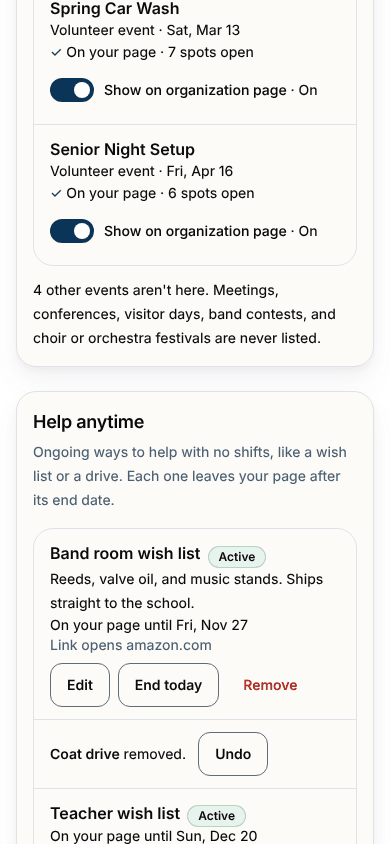 Spring Car Wash
Volunteer event · Sat, Mar 13
✓ On your page · 7 spots open
Show on organization page · On
Senior Night Setup
Volunteer event · Fri, Apr 16
✓ On your page · 6 spots open
Show on organization page · On
4 other events aren't here. Meetings,
conferences, visitor days, band contests, and
choir or orchestra festivals are never listed.
Help anytime
Ongoing ways to help with no shifts, like a wish
list or a drive. Each one leaves your page after
its end date.
Band room wish list Active
Reeds, valve oil, and music stands. Ships
straight to the school.
On your page until Fri, Nov 27
Link opens amazon.com
Edit End today Remove
Coat drive removed. Undo
Teacher wish list Active
On your page until Sun, Dec 20